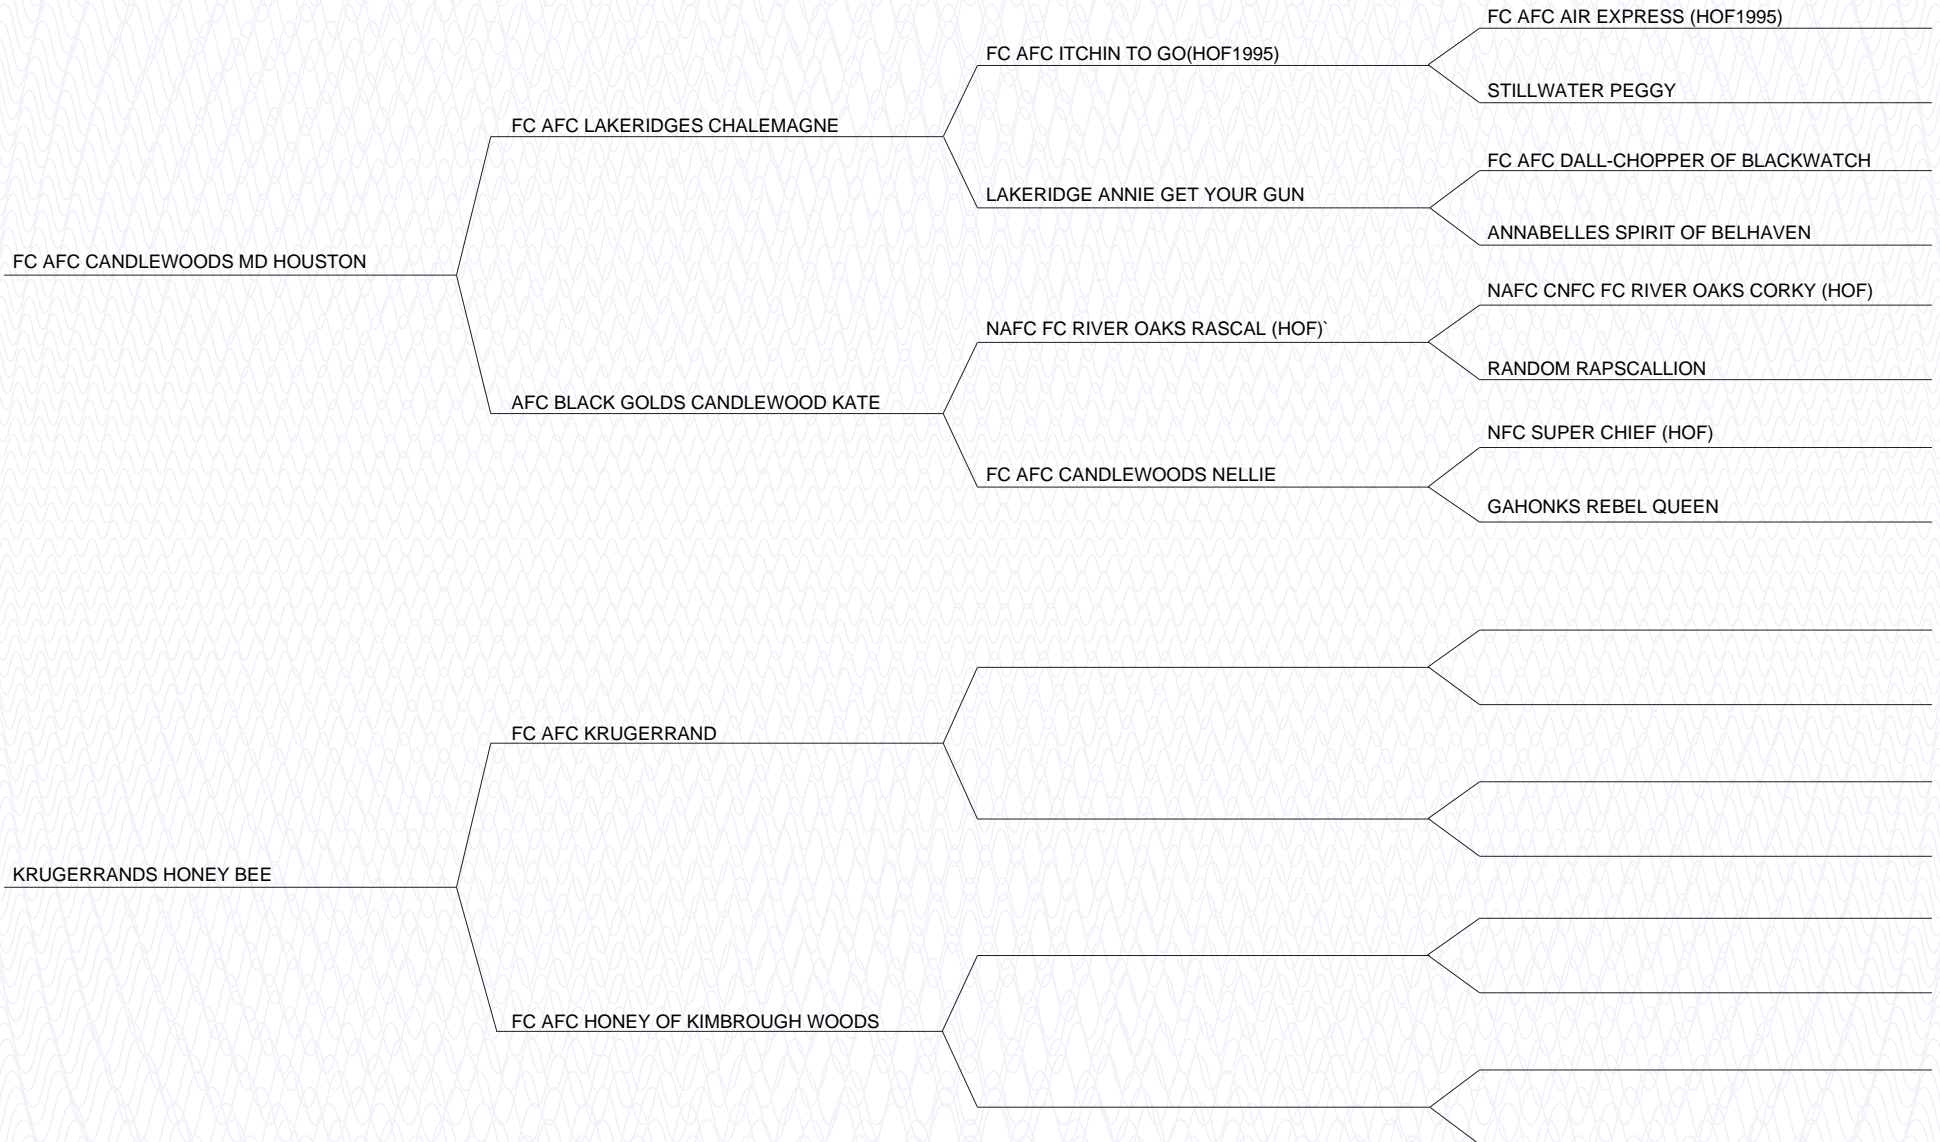 FC AFC AIR EXPRESS (HOF1995)
FC AFC ITCHIN TO GO(HOF1995)
STILLWATER PEGGY
FC AFC LAKERIDGES CHALEMAGNE
FC AFC DALL-CHOPPER OF BLACKWATCH
LAKERIDGE ANNIE GET YOUR GUN
ANNABELLES SPIRIT OF BELHAVEN
FC AFC CANDLEWOODS MD HOUSTON
NAFC CNFC FC RIVER OAKS CORKY (HOF)
NAFC FC RIVER OAKS RASCAL (HOF)`
RANDOM RAPSCALLION
AFC BLACK GOLDS CANDLEWOOD KATE
NFC SUPER CHIEF (HOF)
FC AFC CANDLEWOODS NELLIE
GAHONKS REBEL QUEEN
FC AFC KRUGERRAND
KRUGERRANDS HONEY BEE
FC AFC HONEY OF KIMBROUGH WOODS